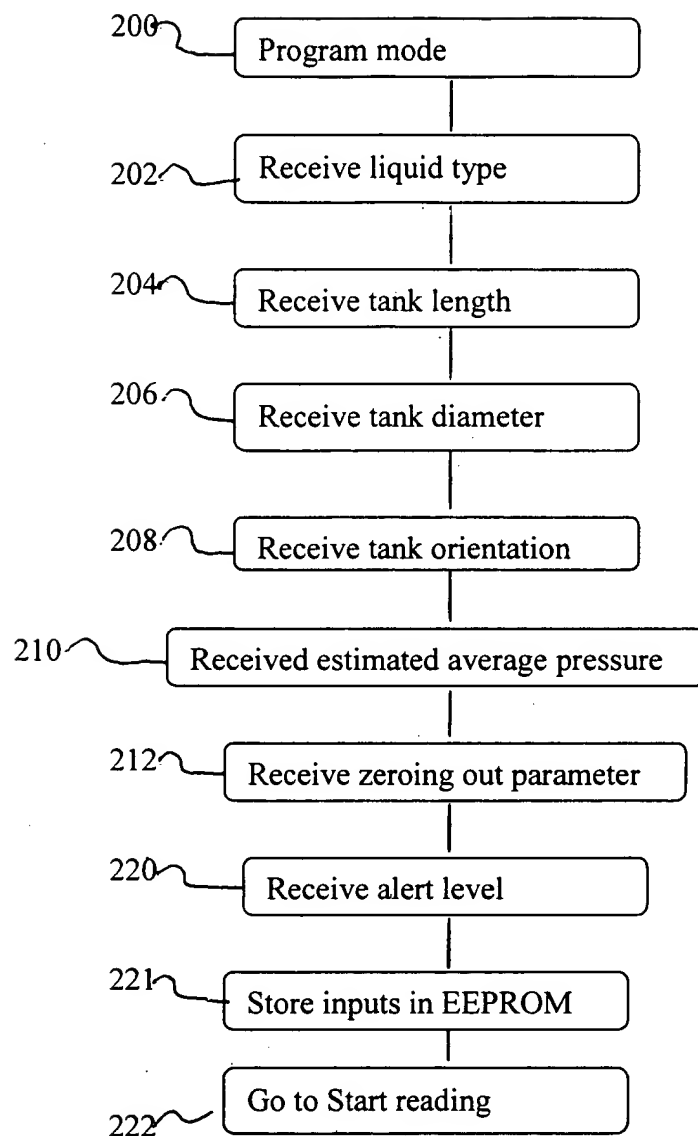 200
Program mode
202
Receive liquid type
204
Receive tank length
206
Receive tank diameter
208
Receive tank orientation
210
Received estimated average pressure
212
Receive zeroing out parameter
220
Receive alert level
221
Store inputs in EEPROM
222
Go to Start reading